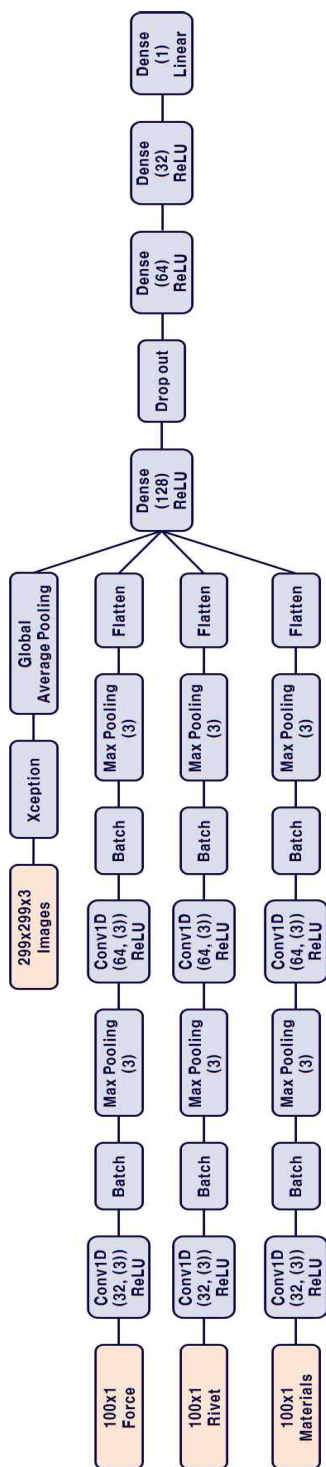 299x299x3
Images
Xception
Global
Average Pooling
100x1
Force
Conv1D
(32, (3))
ReLU
Batch
Max Pooling
(3)
Conv1D
(64, (3))
ReLU
Batch
Max Pooling
(3)
Flatten
100x1
Rivet
Conv1D
(32, (3))
ReLU
Batch
Max Pooling
(3)
Conv1D
(64, (3))
ReLU
Batch
Max Pooling
(3)
Flatten
100x1
Materials
Conv1D
(32, (3))
ReLU
Batch
Max Pooling
(3)
Conv1D
(64, (3))
ReLU
Batch
Max Pooling
(3)
Flatten
Dense
(128)
ReLU
Drop out
Dense
(64)
ReLU
Dense
(32)
ReLU
Dense
(1)
Linear